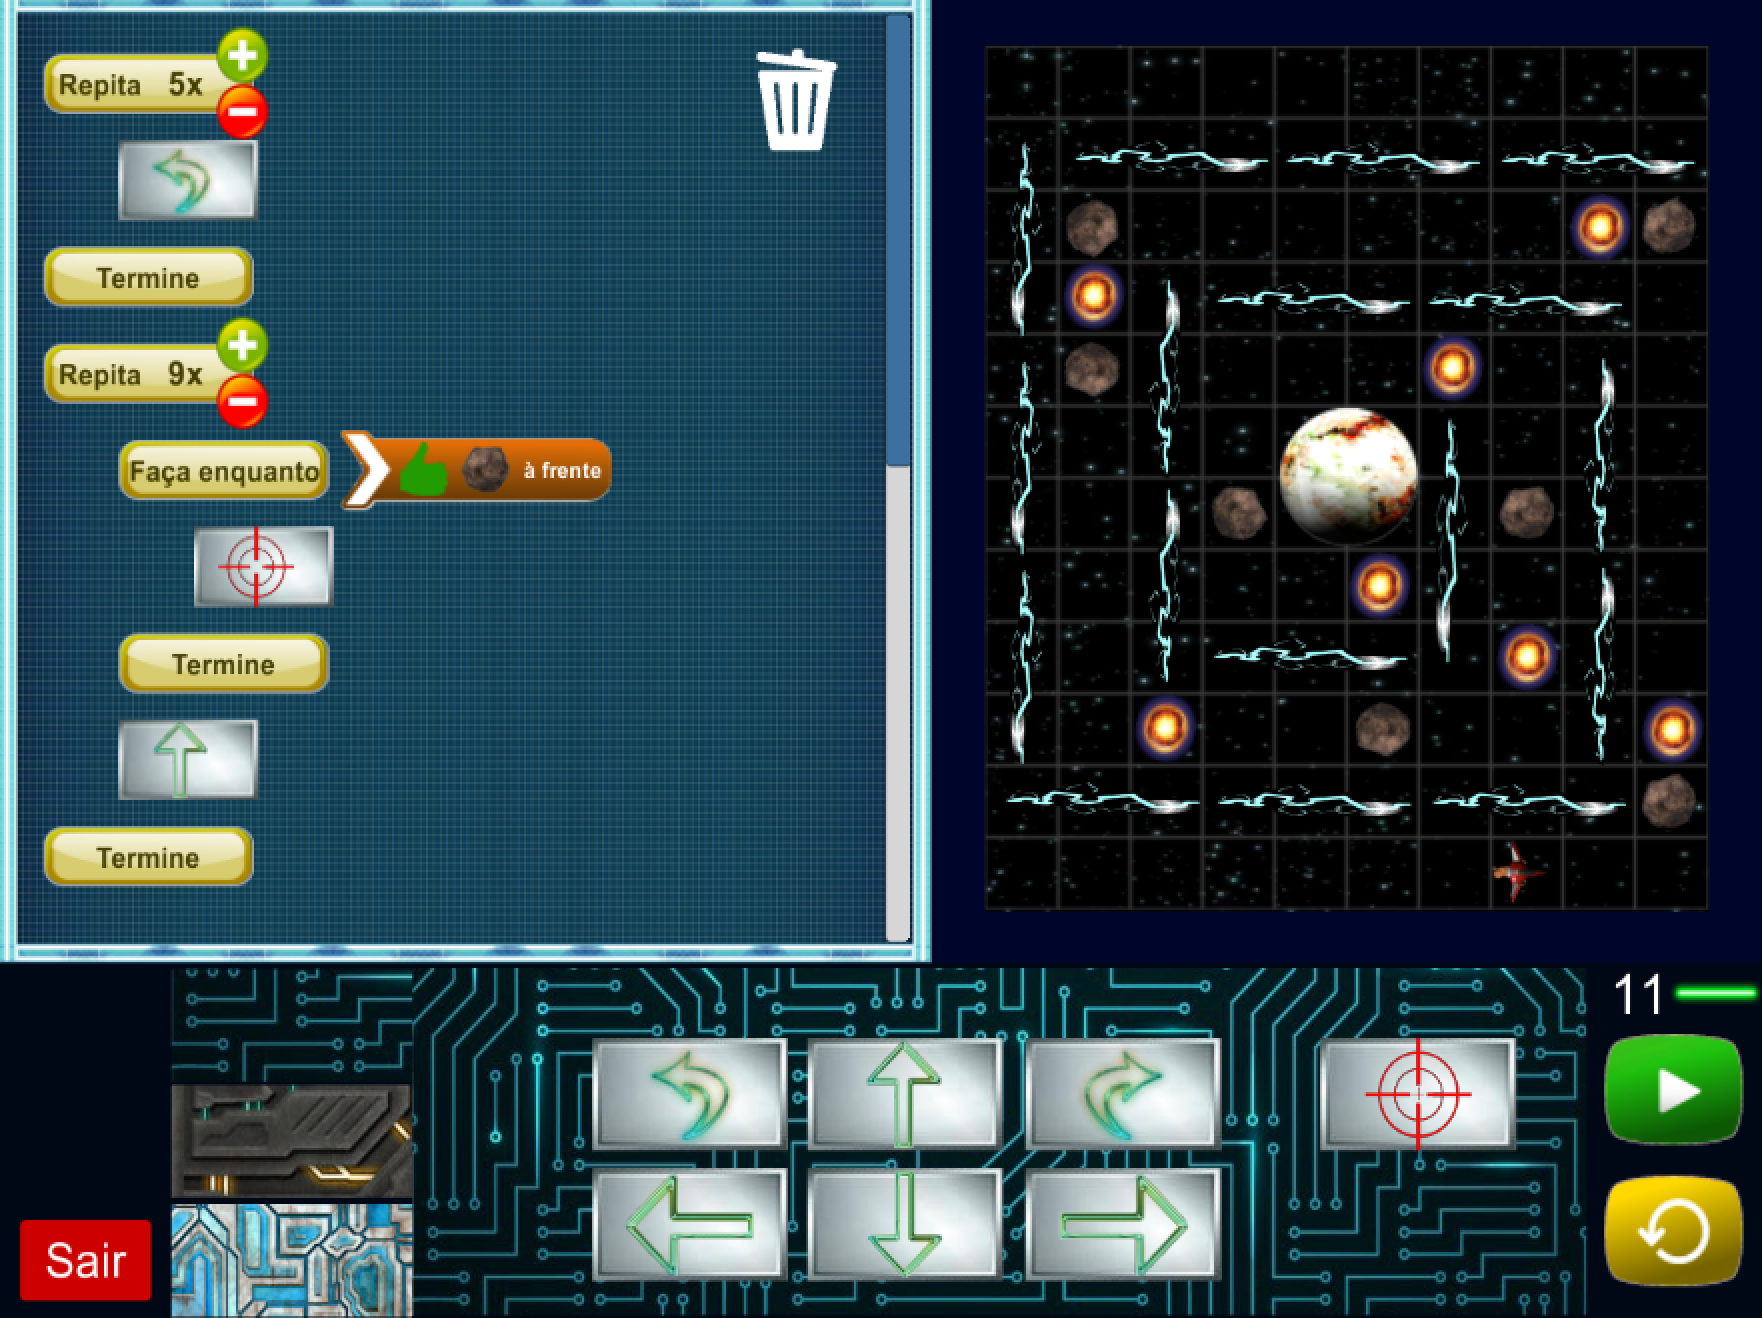 Repita 5x
Termine
Repita 9x
Faça enquanto à frente
Termine
Termine
11
Sair